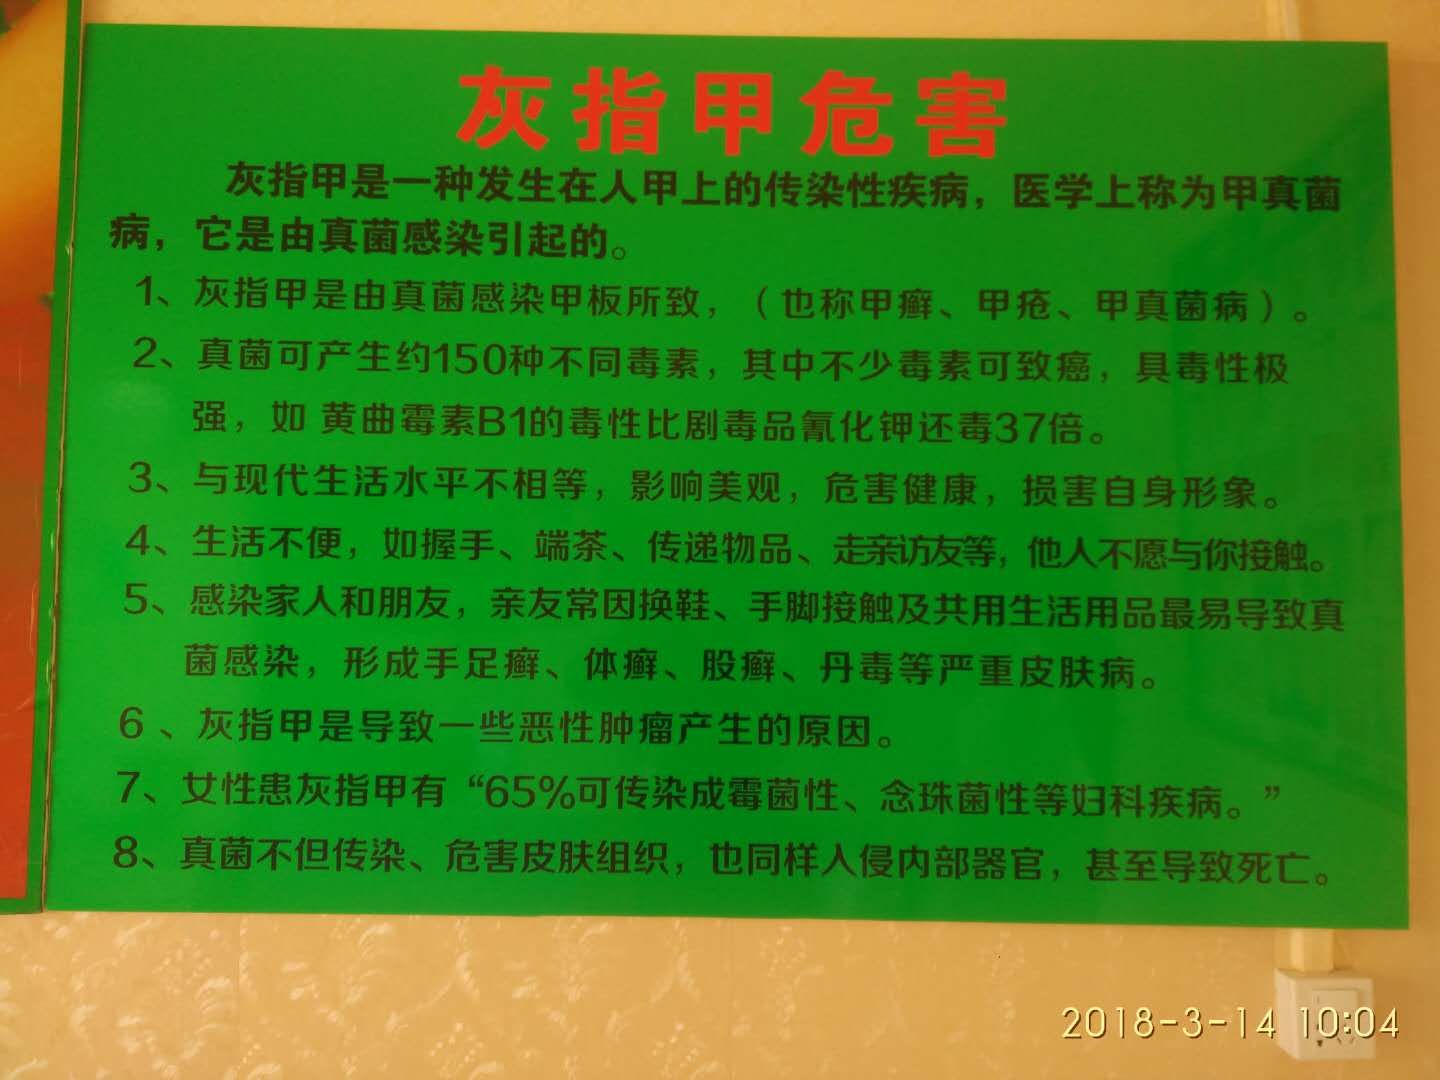 灰指甲危害
灰指甲是一种发生在人甲上的传染性疾病，医学上称为甲真菌
病，它是由真菌感染引起的。
1、灰指甲是由真菌感染甲板所致，（也称甲癣、甲疮、甲真菌病）。
2、真菌可产生约150种不同毒素，其中不少毒素可致癌，具毒性极
强，如 黄曲霉素B1的毒性比剧毒品氰化钾还毒37倍。
3、与现代生活水平不相等，影响美观，危害健康，损害自身形象。
4、生活不便，如握手、端茶、传递物品、走亲访友等，他人不愿与你接触。
5、感染家人和朋友，亲友常因换鞋、手脚接触及共用生活用品最易导致真
菌感染，形成手足癣、体癣、股癣、丹毒等严重皮肤病。
6、灰指甲是导致一些恶性肿瘤产生的原因。
7、女性患灰指甲有“65%可传染成霉菌性、念珠菌性等妇科疾病。”
8、真菌不但传染、危害皮肤组织，也同样入侵内部器官，甚至导致死亡。
2018-3-14 10:04